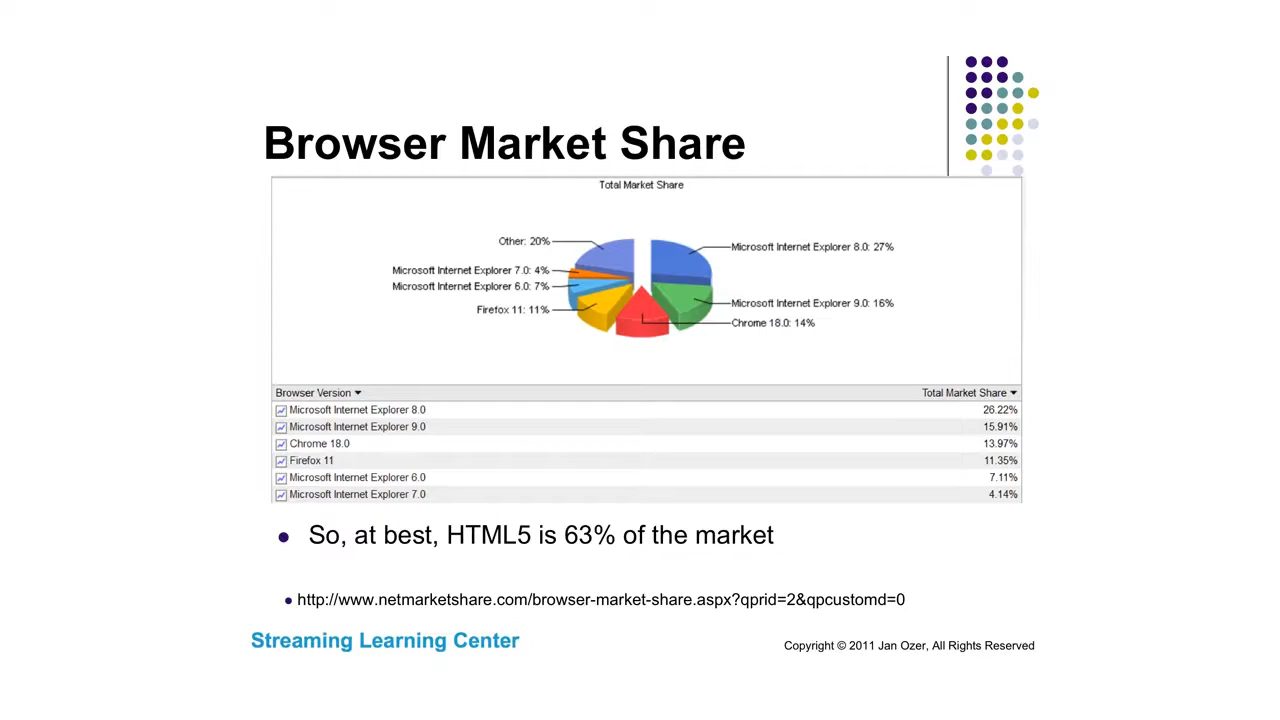 Browser Market Share
Total Market Share
Other: 20%
Microsoft Internet Explorer 8.0: 27%
Microsoft Internet Explorer 7.0: 4%
Microsoft Internet Explorer 6.0: 7%
Microsoft Internet Explorer 9.0: 16%
Firefox 11: 11%
Chrome 18.0: 14%
Browser Version Total Market Share
Microsoft Internet Explorer 8.0 26.22%
Microsoft Internet Explorer 9.0 15.91%
Chrome 18.0 13.97%
Firefox 11 11.35%
Microsoft Internet Explorer 6.0 7.11%
Microsoft Internet Explorer 7.0 4.14%
So, at best, HTML5 is 63% of the market
http://www.netmarketshare.com/browser-market-share.aspx?qprid=2&qpcustomd=0
Streaming Learning Center
Copyright © 2011 Jan Ozer, All Rights Reserved